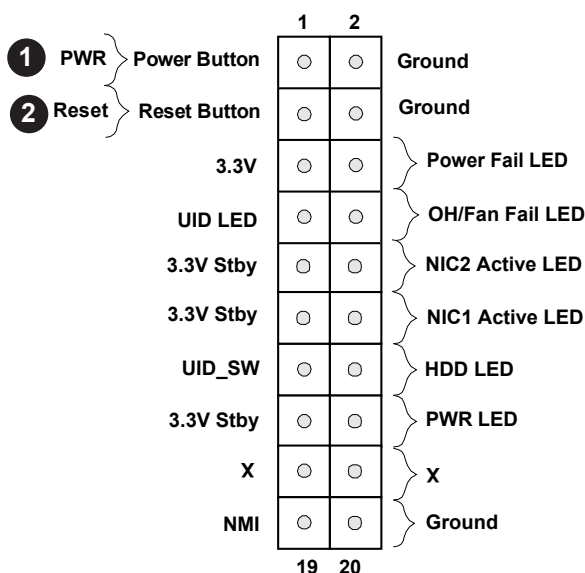 1 2
1 PWR Power Button Ground
2 Reset Reset Button Ground
3.3V Power Fail LED
UID LED OH/Fan Fail LED
3.3V Stby NIC2 Active LED
3.3V Stby NIC1 Active LED
UID_SW HDD LED
3.3V Stby PWR LED
X X
NMI Ground
19 20